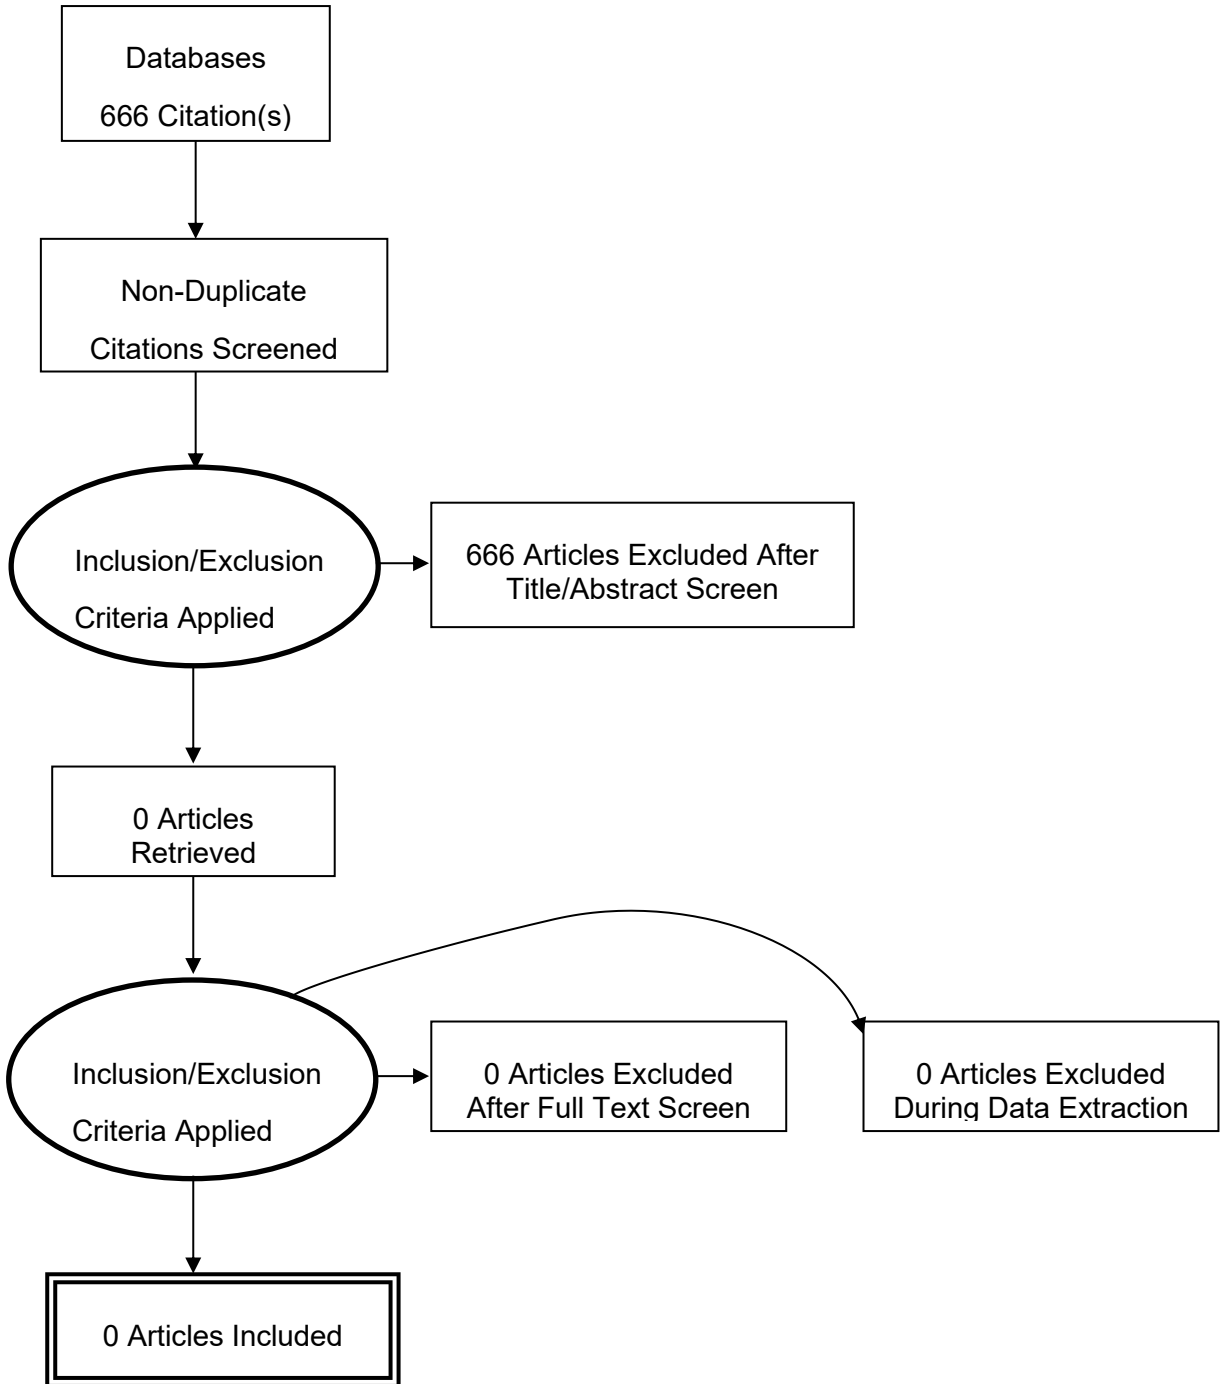 Databases
666 Citation(s)
Non-Duplicate
Citations Screened
Inclusion/Exclusion
Criteria Applied
666 Articles Excluded After
Title/Abstract Screen
0 Articles
Retrieved
Inclusion/Exclusion
Criteria Applied
0 Articles Excluded
After Full Text Screen
0 Articles Excluded
During Data Extraction
0 Articles Included